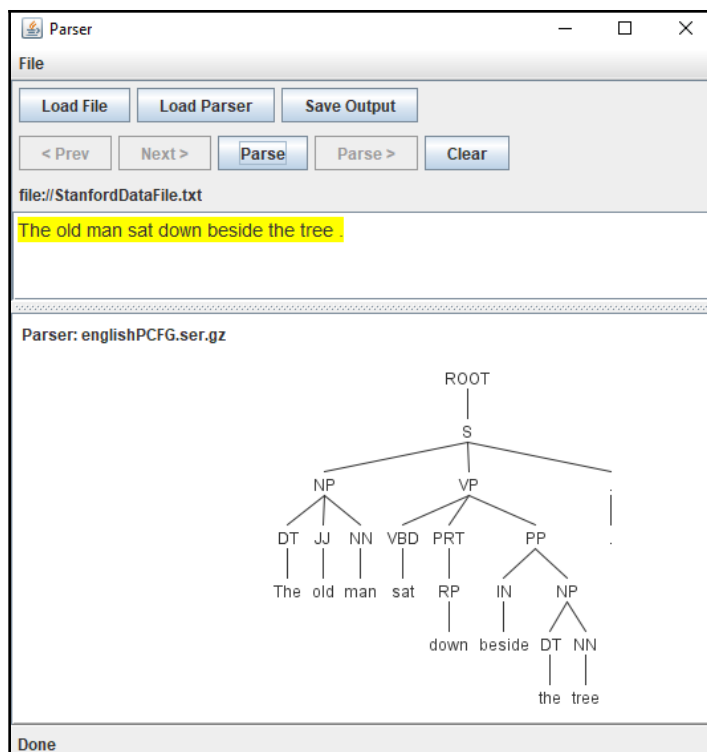 Parser
File
Load File Load Parser Save Output
< Prev Next > Parse Parse > Clear
file://StanfordDataFile.txt
The old man sat down beside the tree .
Parser: englishPCFG.ser.gz
ROOT
S
NP VP .
DT JJ NN VBD PRT PP .
The old man sat RP IN NP
down beside DT NN
the tree
Done